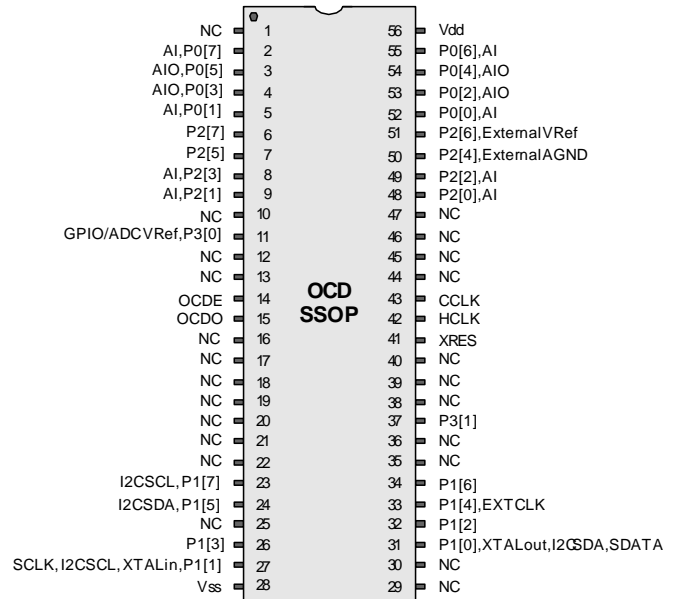 NC 1 56 Vdd
AI,P0[7] 2 55 P0[6],AI
AIO,P0[5] 3 54 P0[4],AIO
AIO,P0[3] 4 53 P0[2],AIO
AI,P0[1] 5 52 P0[0],AI
P2[7] 6 51 P2[6],ExternalVRef
P2[5] 7 50 P2[4],ExternalAGND
AI,P2[3] 8 49 P2[2],AI
AI,P2[1] 9 48 P2[0],AI
NC 10 47 NC
GPIO/ADCVRef,P3[0] 11 46 NC
NC 12 45 NC
NC 13 44 NC
OCD
SSOP
OCDE 14 43 CCLK
OCDO 15 42 HCLK
NC 16 41 XRES
NC 17 40 NC
NC 18 39 NC
NC 19 38 NC
NC 20 37 P3[1]
NC 21 36 NC
NC 22 35 NC
I2CSCL,P1[7] 23 34 P1[6]
I2CSDA,P1[5] 24 33 P1[4],EXTCLK
NC 25 32 P1[2]
P1[3] 26 31 P1[0],XTALout,I2CSDA,SDATA
SCLK,I2CSCL,XTALin,P1[1] 27 30 NC
Vss 28 29 NC